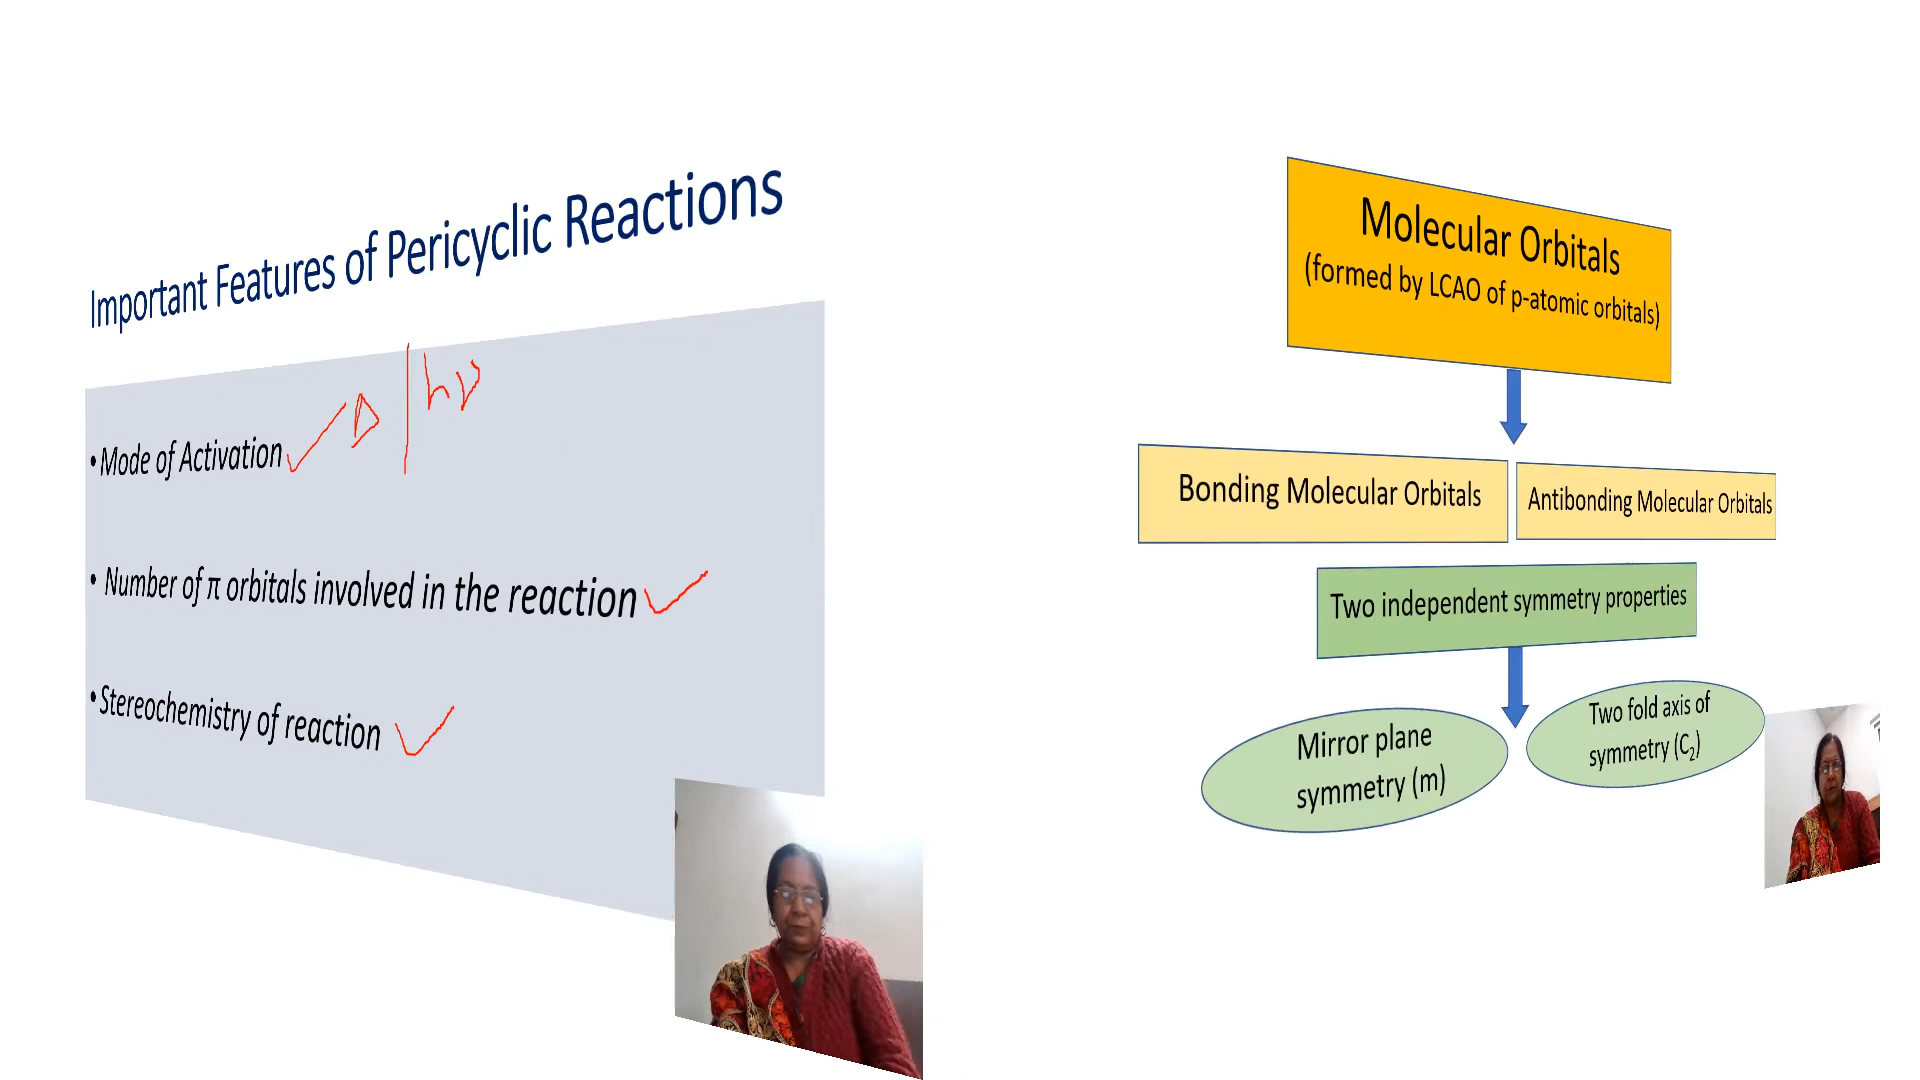 Important Features of Pericyclic Reactions
• Mode of Activation Δ | hν
• Number of π orbitals involved in the reaction
• Stereochemistry of reaction
Molecular Orbitals
(formed by LCAO of p-atomic orbitals)
Bonding Molecular Orbitals
Antibonding Molecular Orbitals
Two independent symmetry properties
Mirror plane
symmetry (m)
Two fold axis of
symmetry (C₂)